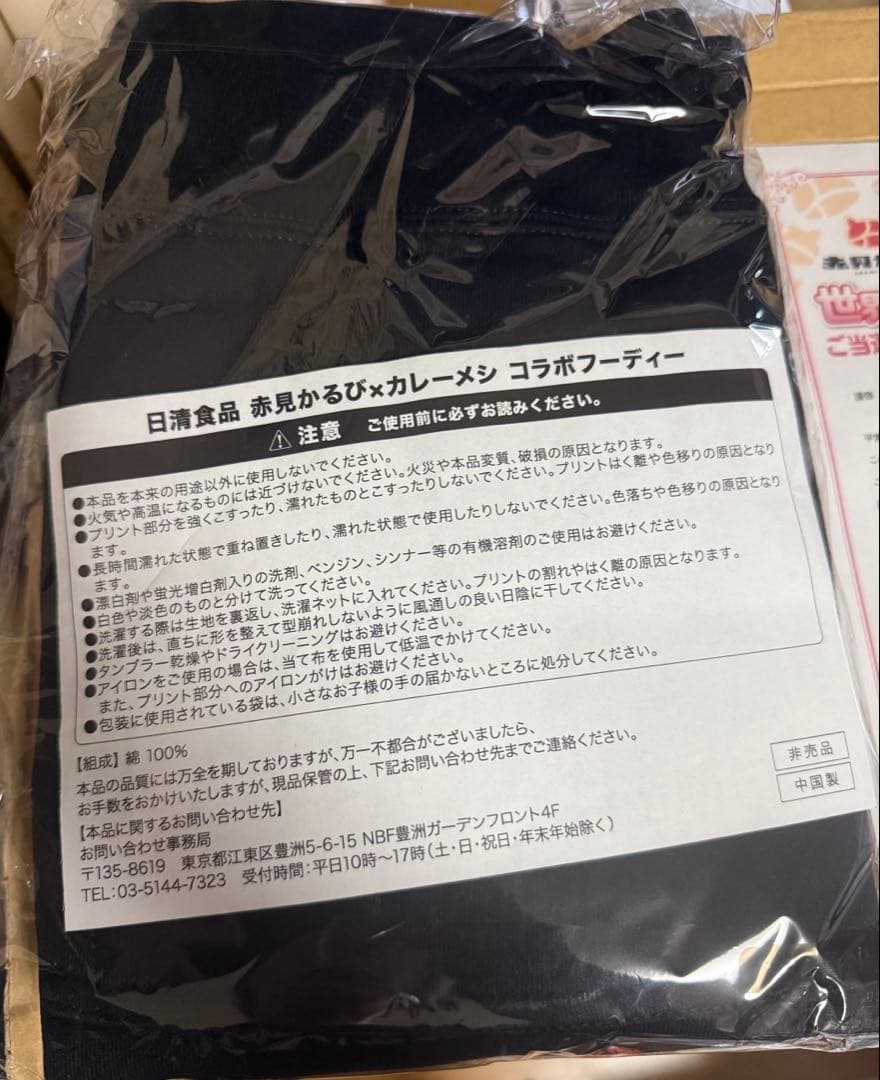 日清食品 赤見かるび×カレーメシ コラボフーディー
⚠注意 ご使用前に必ずお読みください。
●本品を本来の用途以外に使用しないでください。
●火気や高温になるものには近づけないでください。火災や本品変質、破損の原因となります。
●プリント部分を強くこすったり、濡れたものとこすったりしないでください。プリントはく離や色移りの原因となり
ます。
●長時間濡れた状態で重ね置きしたり、濡れた状態で使用したりしないでください。色落ちや色移りの原因となり
ます。
●漂白剤や蛍光増白剤入りの洗剤、ベンジン、シンナー等の有機溶剤のご使用はお避けください。
●白色や淡色のものと分けて洗ってください。
●洗濯する際は生地を裏返し、洗濯ネットに入れてください。プリントの割れやはく離の原因となります。
●洗濯後は、直ちに形を整えて型崩れしないように風通しの良い日陰に干してください。
●タンブラー乾燥やドライクリーニングはお避けください。
●アイロンをご使用の場合は、当て布を使用して低温でかけてください。
また、プリント部分へのアイロンがけはお避けください。
●包装に使用されている袋は、小さなお子様の手の届かないところに処分してください。
【組成】綿 100%
本品の品質には万全を期しておりますが、万一不都合がございましたら、
お手数をおかけいたしますが、現品保管の上、下記お問い合わせ先までご連絡ください。
【本品に関するお問い合わせ先】
お問い合わせ事務局
〒135-8619 東京都江東区豊洲5-6-15 NBF豊洲ガーデンフロント4F
TEL:03-5144-7323 受付時間:平日10時~17時(土・日・祝日・年末年始除く)
非売品
中国製
赤見
世界
ご当選